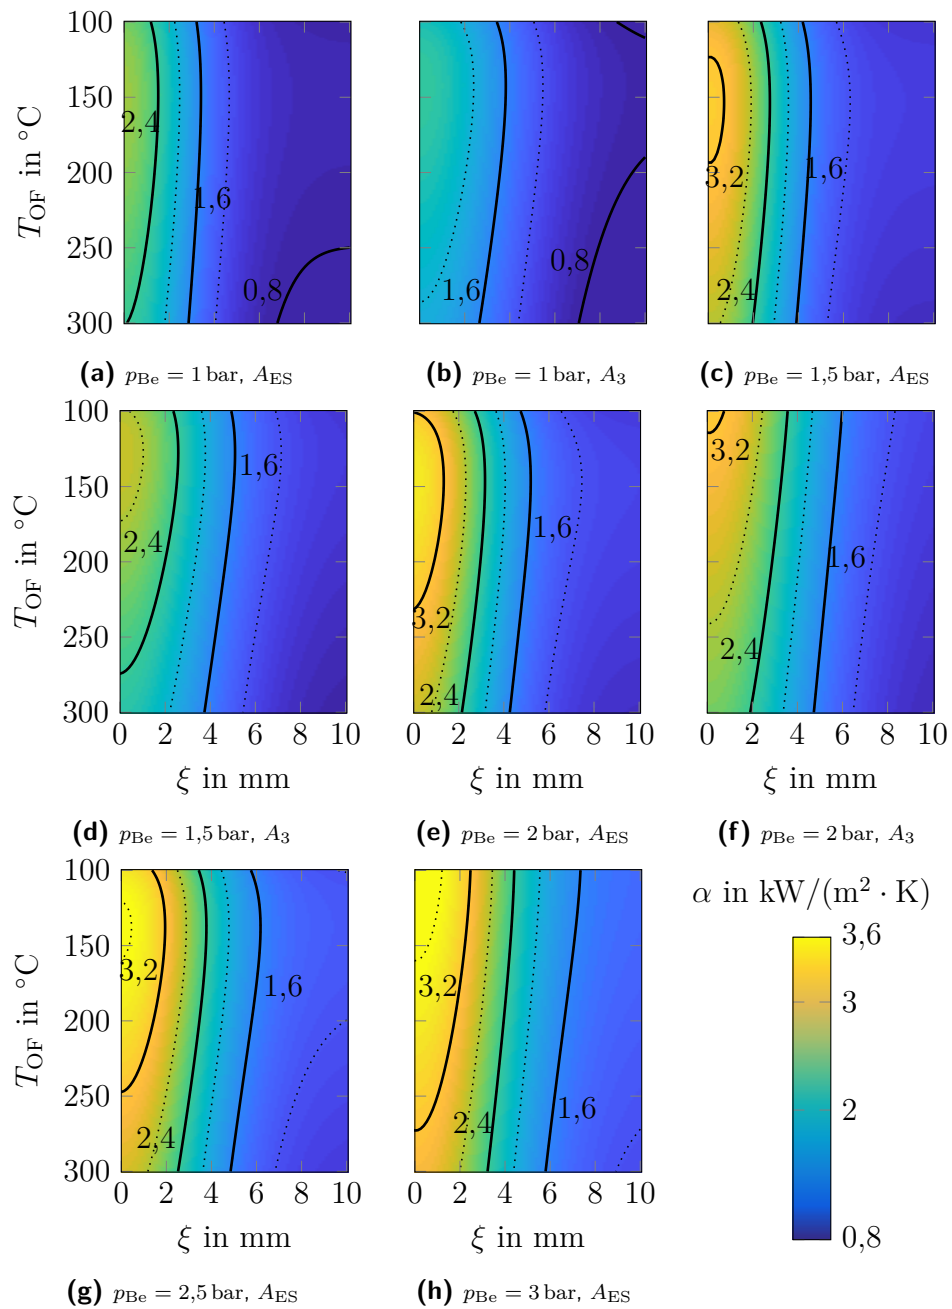 100
150
200
250
300
T_OF in °C
2,4
1,6
0,8
1,6
0,8
3,2
1,6
2,4
(a) p_Be = 1 bar, A_ES
(b) p_Be = 1 bar, A_3
(c) p_Be = 1,5 bar, A_ES
100
150
200
250
300
T_OF in °C
2,4
1,6
3,2
1,6
2,4
3,2
1,6
2,4
0 2 4 6 8 10
0 2 4 6 8 10
0 2 4 6 8 10
ξ in mm
ξ in mm
ξ in mm
(d) p_Be = 1,5 bar, A_3
(e) p_Be = 2 bar, A_ES
(f) p_Be = 2 bar, A_3
100
150
200
250
300
T_OF in °C
3,2
1,6
2,4
3,2
2,4
1,6
0 2 4 6 8 10
0 2 4 6 8 10
ξ in mm
ξ in mm
α in kW/(m² · K)
3,6
3
2
0,8
(g) p_Be = 2,5 bar, A_ES
(h) p_Be = 3 bar, A_ES